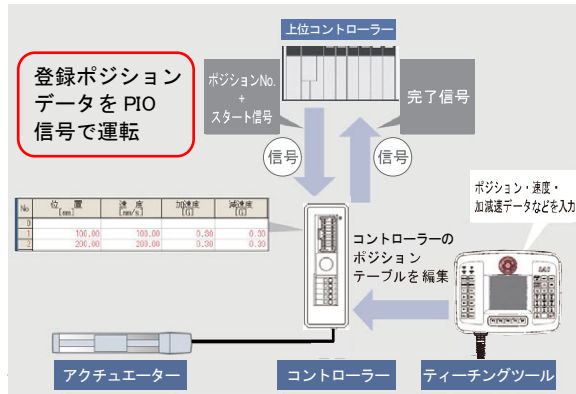 上位コントローラー
登録ポジション
データを PIO
信号で運転
ポジションNo.
+
スタート信号
完了信号
信号
信号
No 位 置 [mm] 速 度 [mm/s] 加速度 [G] 減速度 [G]
0
1 100.00 100.00 0.30 0.30
2 200.00 200.00 0.30 0.30
ポジション・速度・
加減速データなどを入力
コントローラーの
ポジション
テーブルを編集
アクチュエーター
コントローラー
ティーチングツール